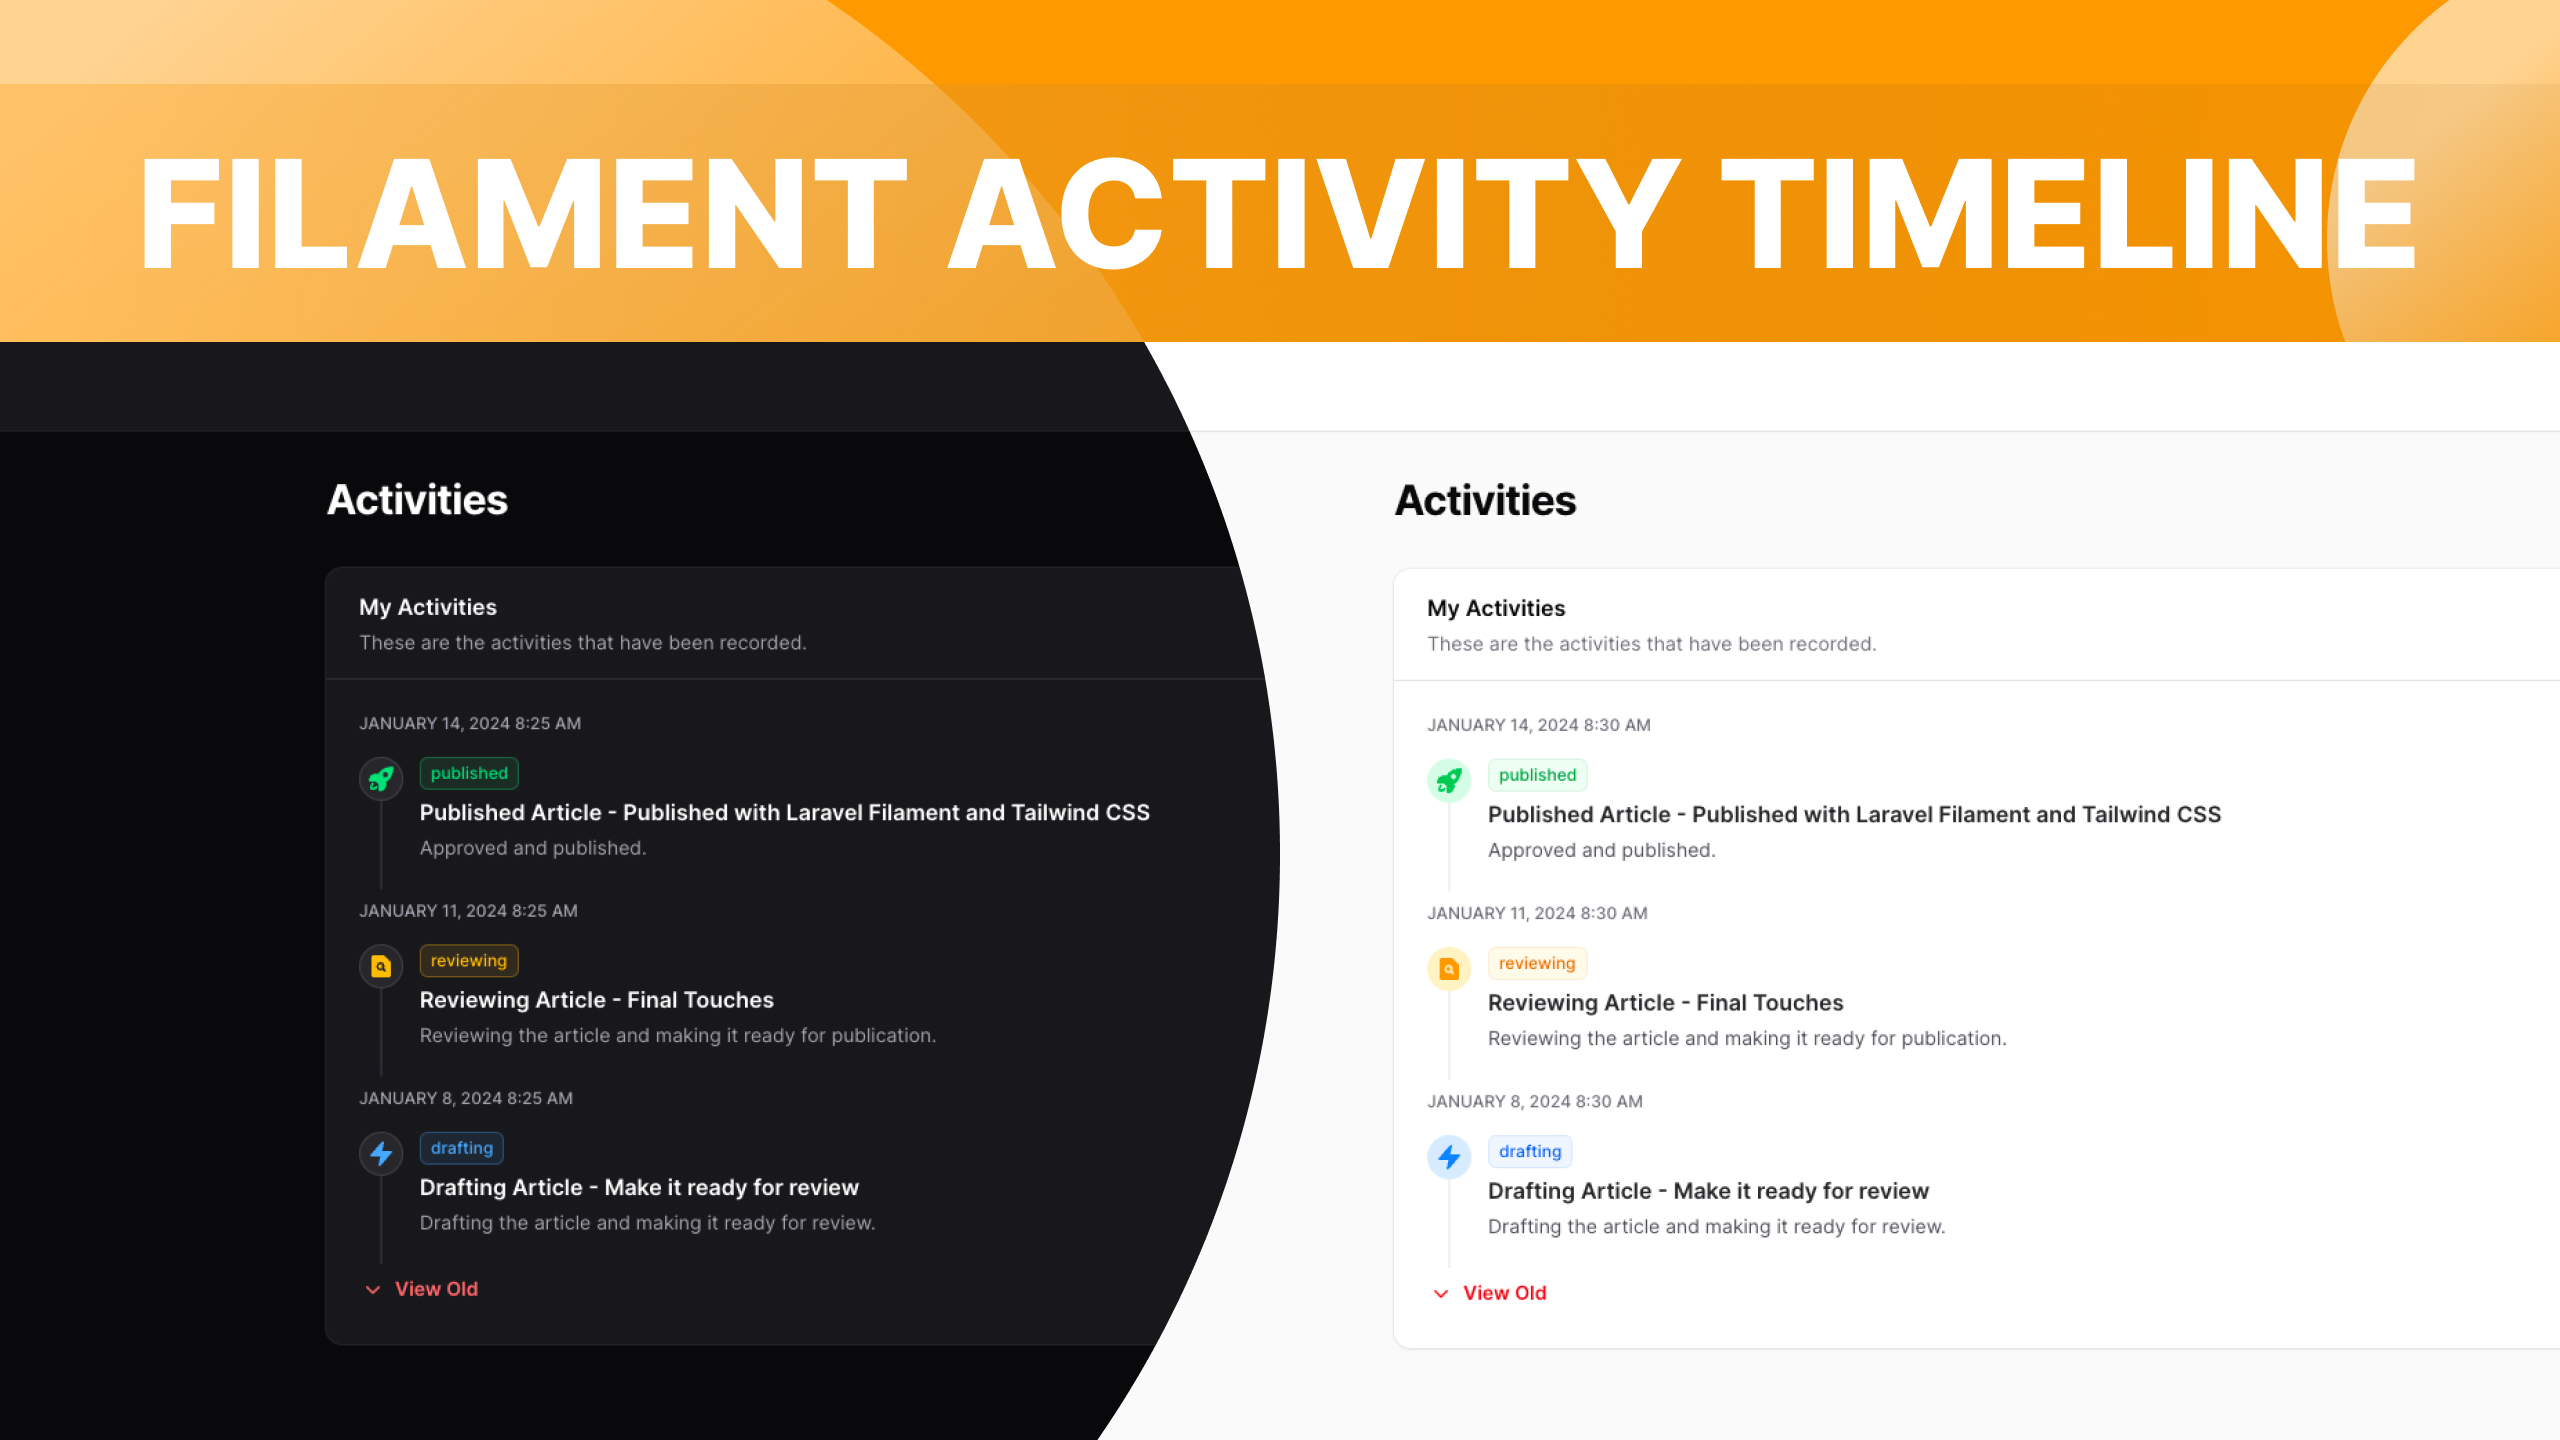 FILAMENT ACTIVITY TIMELINE
Activities
My Activities
These are the activities that have been recorded.
JANUARY 14, 2024 8:25 AM
published
Published Article - Published with Laravel Filament and Tailwind CSS
Approved and published.
JANUARY 11, 2024 8:25 AM
reviewing
Reviewing Article - Final Touches
Reviewing the article and making it ready for publication.
JANUARY 8, 2024 8:25 AM
drafting
Drafting Article - Make it ready for review
Drafting the article and making it ready for review.
View Old
Activities
My Activities
These are the activities that have been recorded.
JANUARY 14, 2024 8:30 AM
published
Published Article - Published with Laravel Filament and Tailwind CSS
Approved and published.
JANUARY 11, 2024 8:30 AM
reviewing
Reviewing Article - Final Touches
Reviewing the article and making it ready for publication.
JANUARY 8, 2024 8:30 AM
drafting
Drafting Article - Make it ready for review
Drafting the article and making it ready for review.
View Old